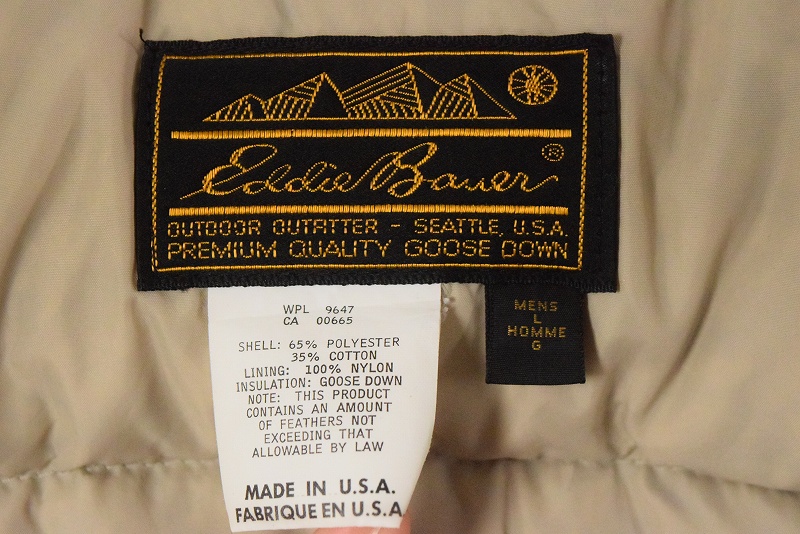 Eddie Bauer ®
OUTDOOR OUTFITTER - SEATTLE, U.S.A.
PREMIUM QUALITY GOOSE DOWN
MENS
L
HOMME
G
WPL 9647
CA 00665
SHELL: 65% POLYESTER
35% COTTON
LINING: 100% NYLON
INSULATION: GOOSE DOWN
NOTE: THIS PRODUCT
CONTAINS AN AMOUNT
OF FEATHERS NOT
EXCEEDING THAT
ALLOWABLE BY LAW
MADE IN U.S.A.
FABRIQUE EN U.S.A.